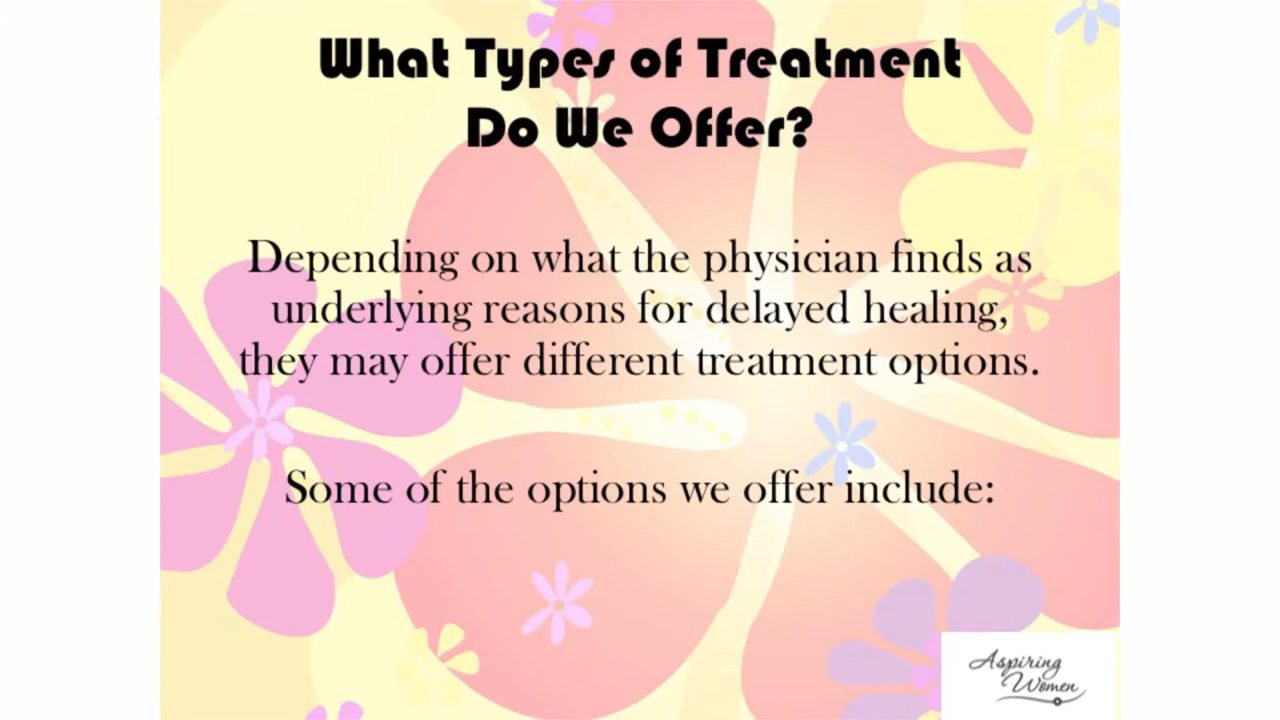 What Types of Treatment
Do We Offer?
Depending on what the physician finds as
underlying reasons for delayed healing,
they may offer different treatment options.
Some of the options we offer include:
Aspiring
Women